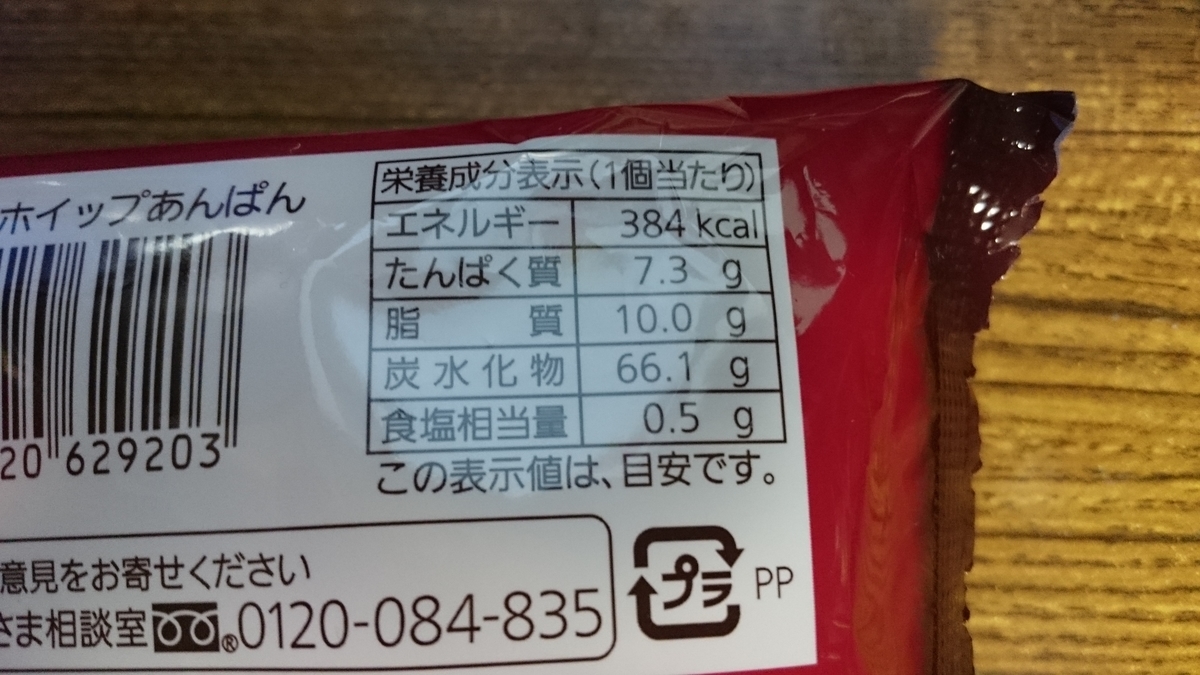 ホイップあんぱん
20 629203
栄養成分表示(1個当たり)
エネルギー 384 kcal
たんぱく質 7.3 g
脂質 10.0 g
炭水化物 66.1 g
食塩相当量 0.5 g
この表示値は、目安です。
意見をお寄せください
さま相談室 ®0120-084-835
プラ PP